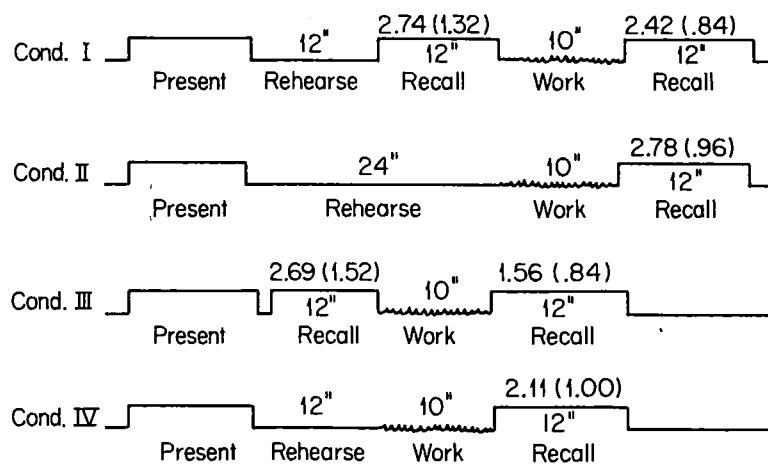 2.74 (1.32) 2.42 (.84)
Cond. I 12" 12" 10" 12"
Present Rehearse Recall Work Recall
2.78 (.96)
Cond. II 24" 10" 12"
Present Rehearse Work Recall
2.69 (1.52) 1.56 (.84)
Cond. III 12" 10" 12"
Present Recall Work Recall
2.11 (1.00)
Cond. IV 12" 10" 12"
Present Rehearse Work Recall